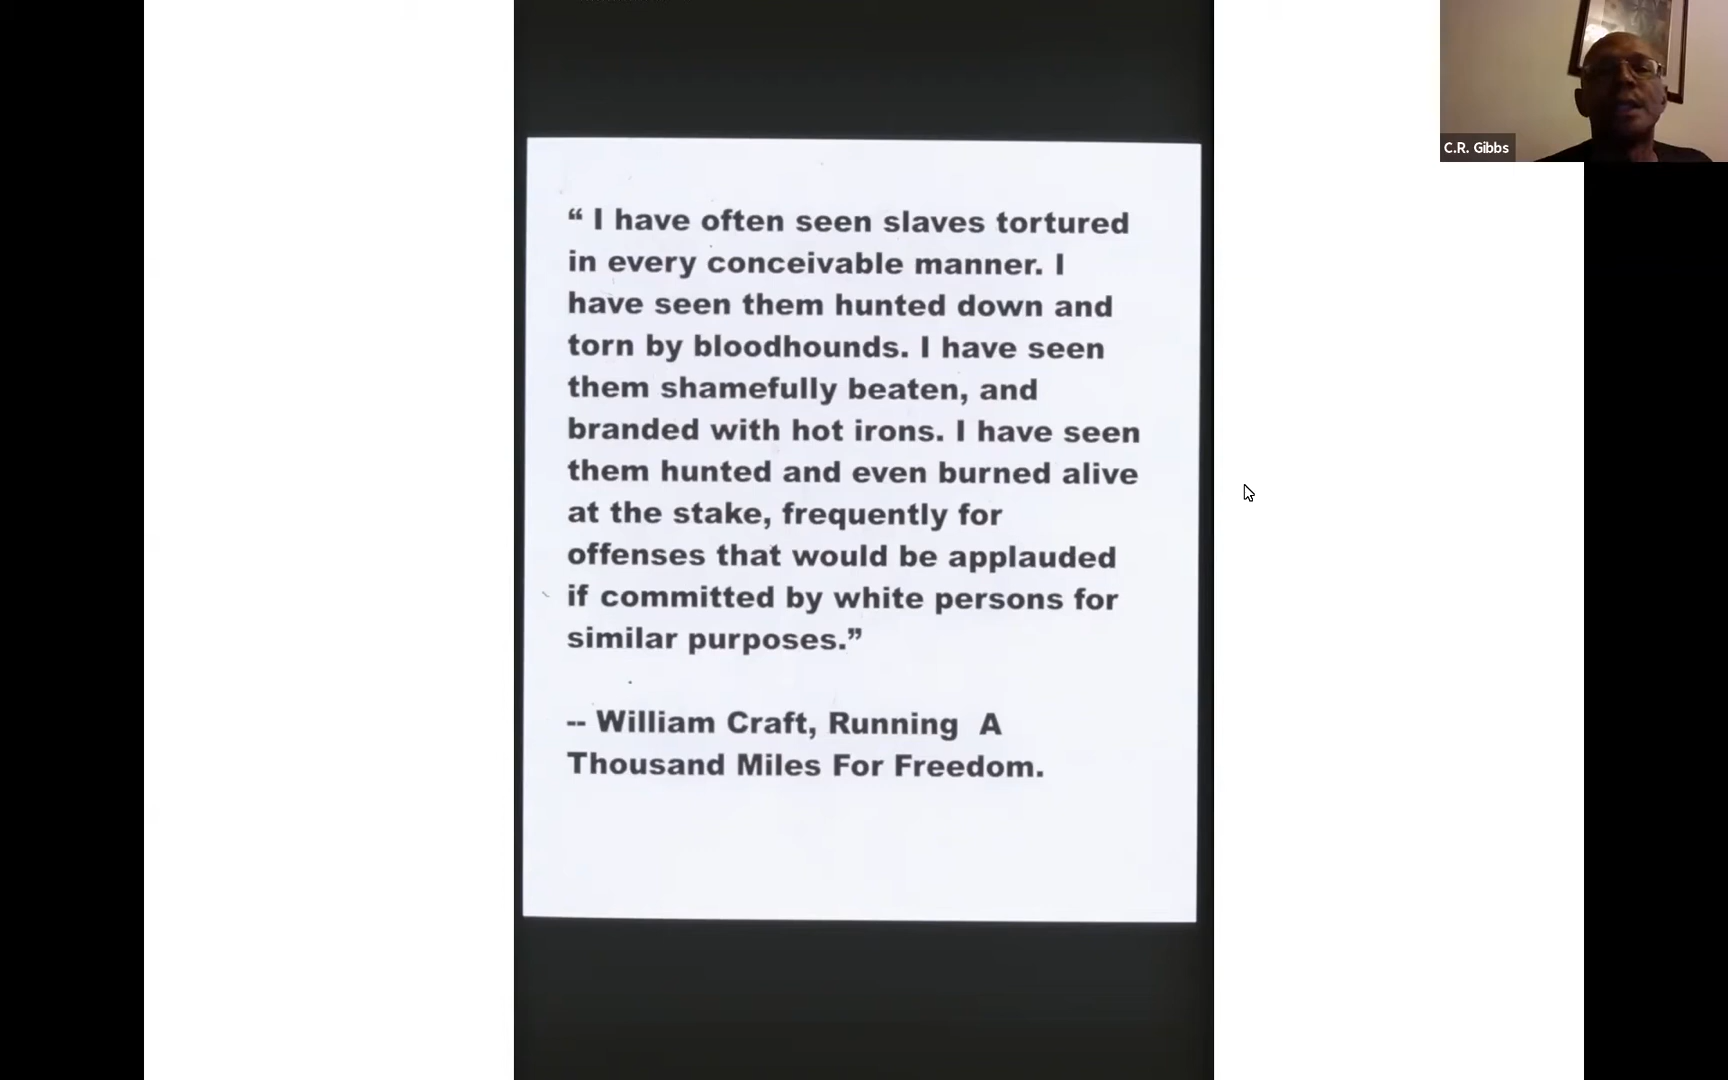 C.R. Gibbs
“ I have often seen slaves tortured
in every conceivable manner. I
have seen them hunted down and
torn by bloodhounds. I have seen
them shamefully beaten, and
branded with hot irons. I have seen
them hunted and even burned alive
at the stake, frequently for
offenses that would be applauded
if committed by white persons for
similar purposes.”
-- William Craft, Running  A
Thousand Miles For Freedom.